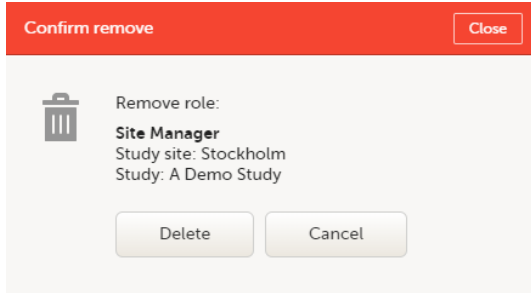 Confirm remove
Close
Remove role:
Site Manager
Study site: Stockholm
Study: A Demo Study
Delete
Cancel